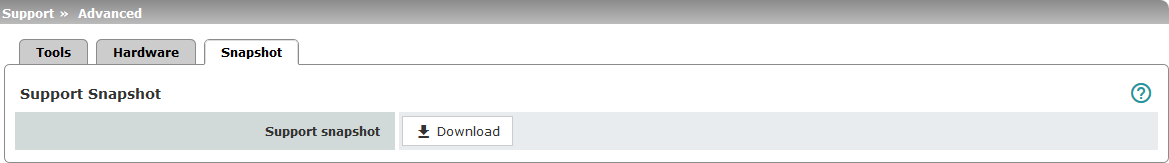 Support » Advanced
Tools Hardware Snapshot
Support Snapshot
Support snapshot Download